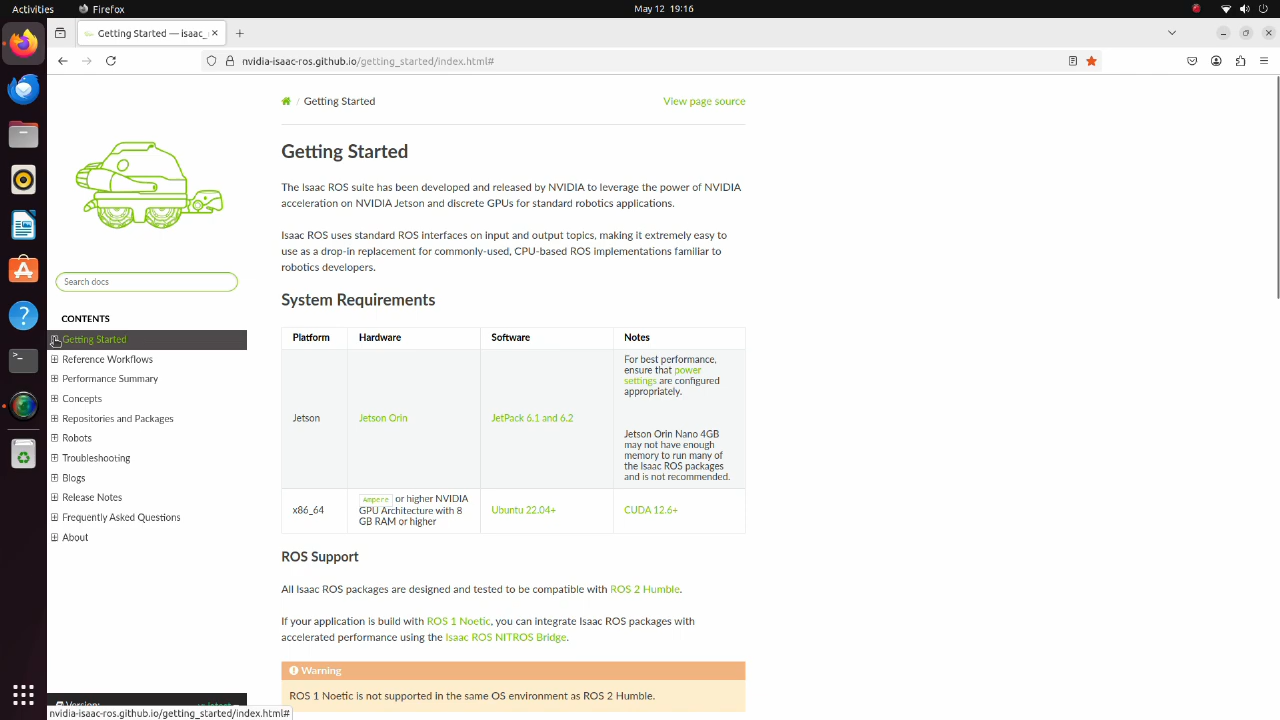 Activities
Firefox
May 12 19:16
Getting Started — isaac_
nvidia-isaac-ros.github.io/getting_started/index.html#
Search docs
CONTENTS
Getting Started
Reference Workflows
Performance Summary
Concepts
Repositories and Packages
Robots
Troubleshooting
Blogs
Release Notes
Frequently Asked Questions
About
nvidia-isaac-ros.github.io/getting_started/index.html#
/ Getting Started
View page source
Getting Started
The Isaac ROS suite has been developed and released by NVIDIA to leverage the power of NVIDIA
acceleration on NVIDIA Jetson and discrete GPUs for standard robotics applications.
Isaac ROS uses standard ROS interfaces on input and output topics, making it extremely easy to
use as a drop-in replacement for commonly-used, CPU-based ROS implementations familiar to
robotics developers.
System Requirements
Platform Hardware Software Notes
Jetson
Jetson Orin
JetPack 6.1 and 6.2
For best performance,
ensure that power
settings are configured
appropriately.
Jetson Orin Nano 4GB
may not have enough
memory to run many of
the Isaac ROS packages
and is not recommended.
x86_64
Ampere or higher NVIDIA
GPU Architecture with 8
GB RAM or higher
Ubuntu 22.04+
CUDA 12.6+
ROS Support
All Isaac ROS packages are designed and tested to be compatible with ROS 2 Humble.
If your application is build with ROS 1 Noetic, you can integrate Isaac ROS packages with
accelerated performance using the Isaac ROS NITROS Bridge.
Warning
ROS 1 Noetic is not supported in the same OS environment as ROS 2 Humble.